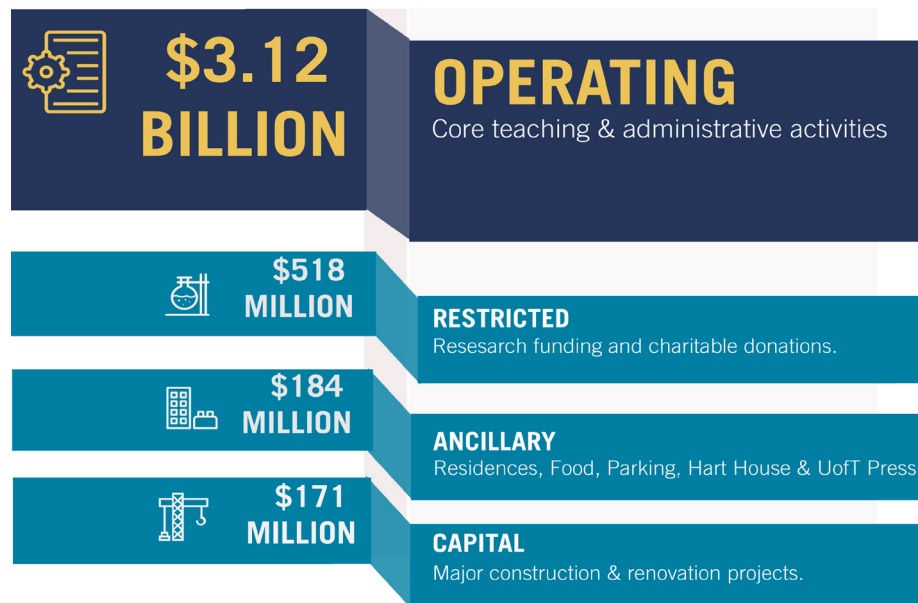 $3.12
BILLION
OPERATING
Core teaching & administrative activities
$518
MILLION
RESTRICTED
Resesarch funding and charitable donations.
$184
MILLION
ANCILLARY
Residences, Food, Parking, Hart House & UofT Press
$171
MILLION
CAPITAL
Major construction & renovation projects.